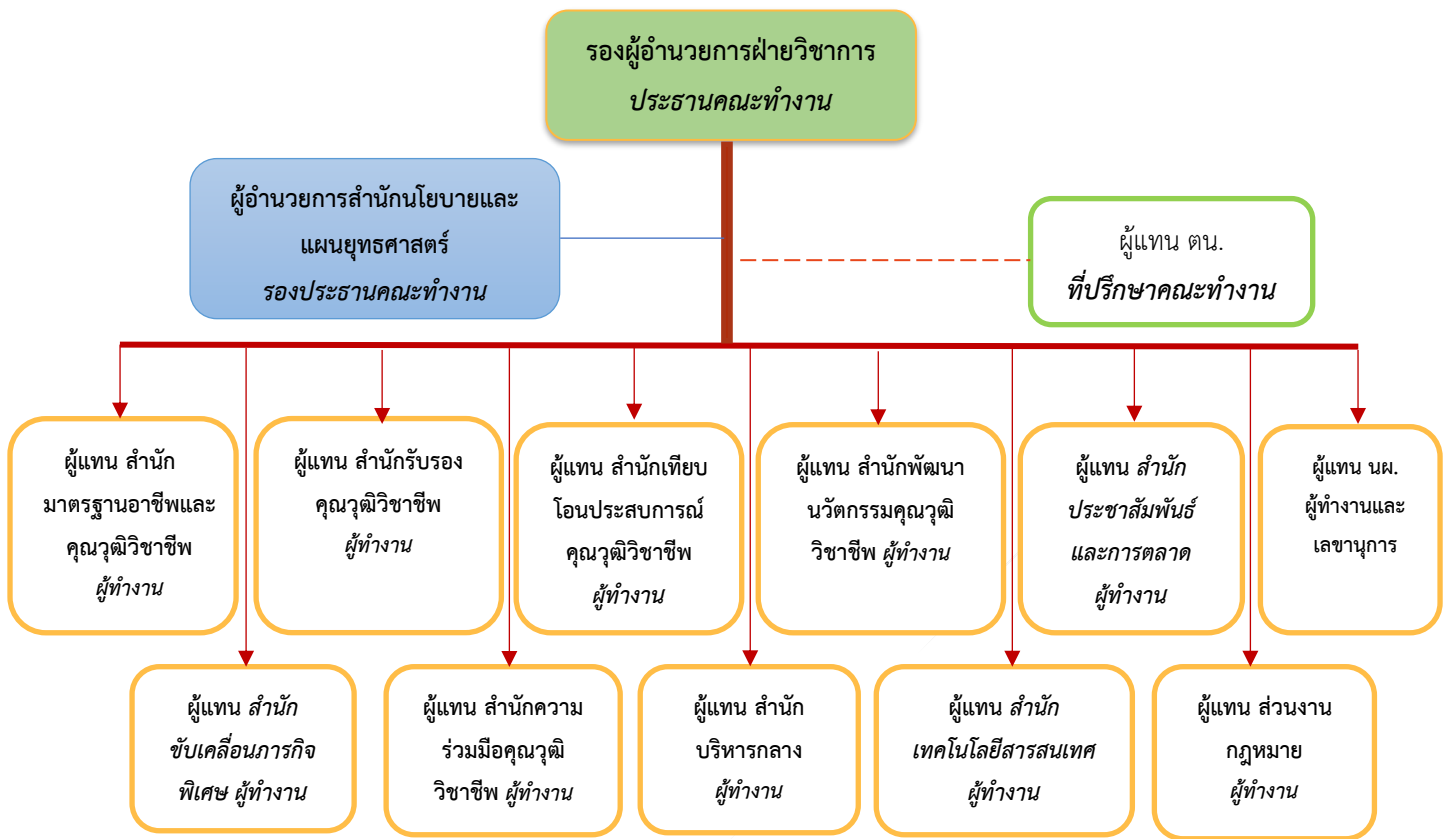 รองผู้อำนวยการฝ่ายวิชาการ
ประธานคณะทำงาน
ผู้อำนวยการสำนักนโยบายและ
แผนยุทธศาสตร์
รองประธานคณะทำงาน
ผู้แทน ตน.
ที่ปรึกษาคณะทำงาน
ผู้แทน สำนัก
มาตรฐานอาชีพและ
คุณวุฒิวิชาชีพ
ผู้ทำงาน
ผู้แทน สำนักรับรอง
คุณวุฒิวิชาชีพ
ผู้ทำงาน
ผู้แทน สำนักเทียบ
โอนประสบการณ์
คุณวุฒิวิชาชีพ
ผู้ทำงาน
ผู้แทน สำนักพัฒนา
นวัตกรรมคุณวุฒิ
วิชาชีพ ผู้ทำงาน
ผู้แทน สำนัก
ประชาสัมพันธ์
และการตลาด
ผู้ทำงาน
ผู้แทน นผ.
ผู้ทำงานและ
เลขานุการ
ผู้แทน สำนัก
ขับเคลื่อนภารกิจ
พิเศษ ผู้ทำงาน
ผู้แทน สำนักความ
ร่วมมือคุณวุฒิ
วิชาชีพ ผู้ทำงาน
ผู้แทน สำนัก
บริหารกลาง
ผู้ทำงาน
ผู้แทน สำนัก
เทคโนโลยีสารสนเทศ
ผู้ทำงาน
ผู้แทน ส่วนงาน
กฎหมาย
ผู้ทำงาน